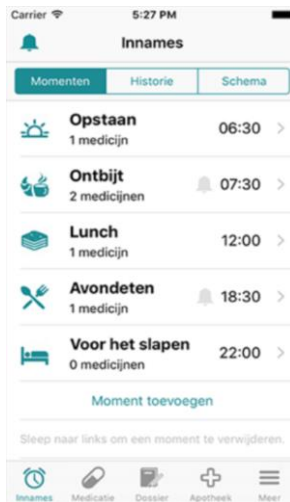 Carrier 5:27 PM
Innames
Momenten Historie Schema
Opstaan
1 medicijn
06:30
Ontbijt
2 medicijnen
07:30
Lunch
1 medicijn
12:00
Avondeten
1 medicijn
18:30
Voor het slapen
0 medicijnen
22:00
Moment toevoegen
Sleep naar links om een moment te verwijderen.
Innames Medicatie Dossier Apotheek Meer